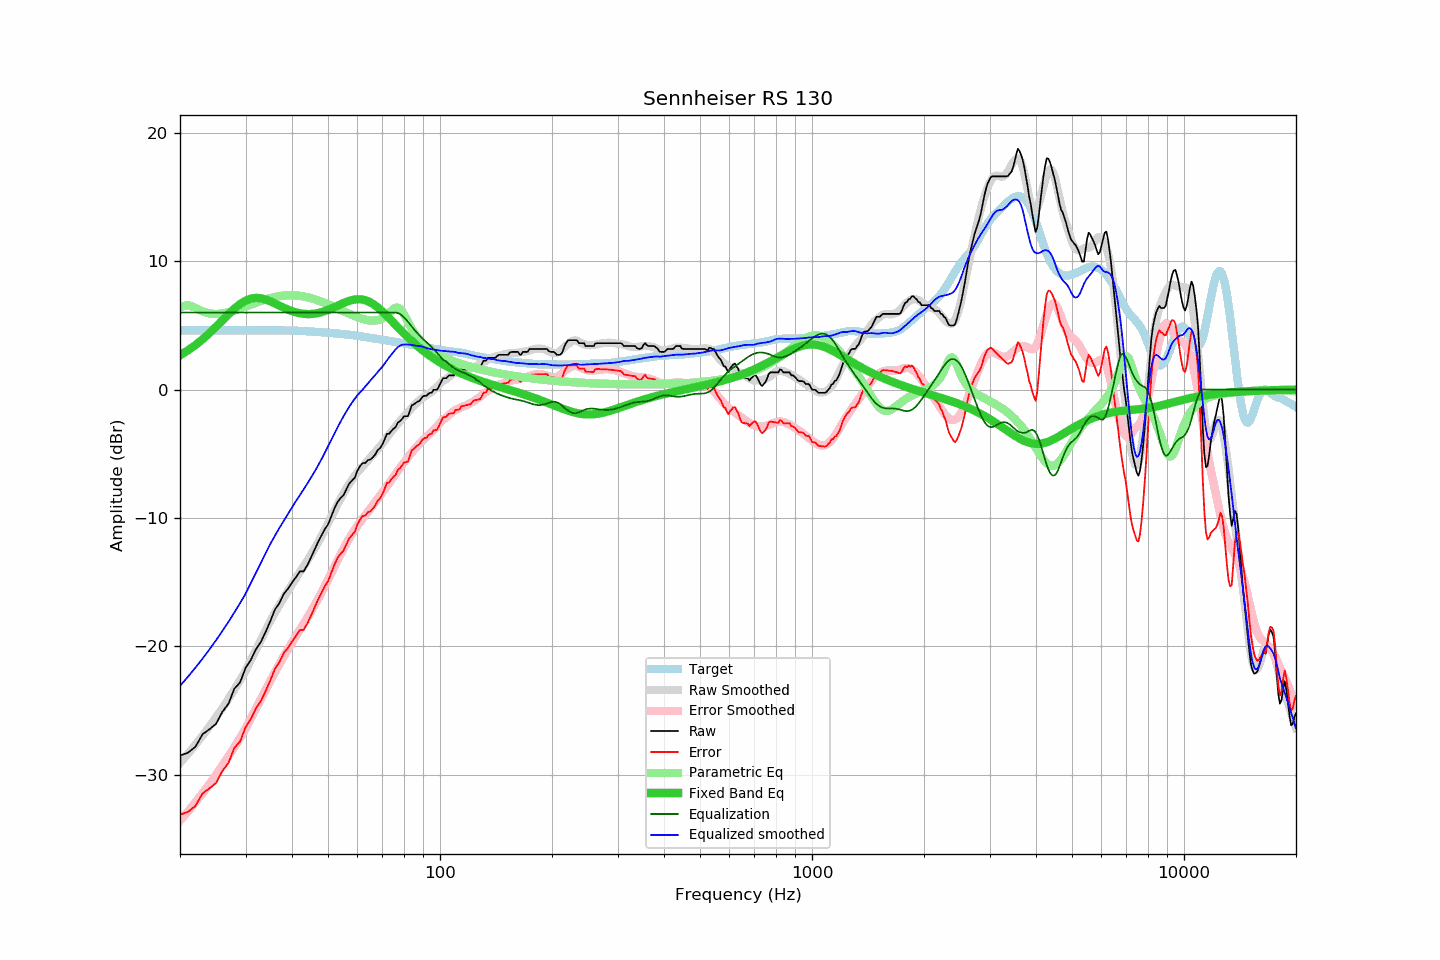 Sennheiser RS 130
Amplitude (dBr)
20
10
0
−10
−20
−30
Target
Raw Smoothed
Error Smoothed
Raw
Error
Parametric Eq
Fixed Band Eq
Equalization
Equalized smoothed
100
1000
10000
Frequency (Hz)